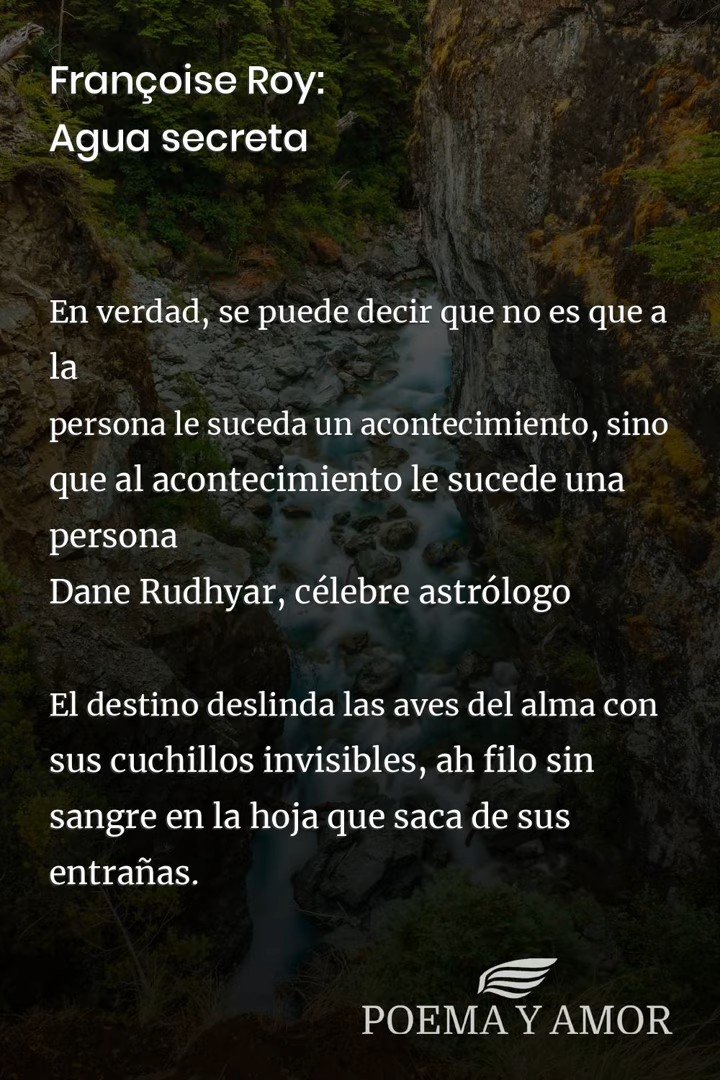 Françoise Roy:
Agua secreta
En verdad, se puede decir que no es que a
la
persona le suceda un acontecimiento, sino
que al acontecimiento le sucede una
persona
Dane Rudhyar, célebre astrólogo
El destino deslinda las aves del alma con
sus cuchillos invisibles, ah filo sin
sangre en la hoja que saca de sus
entrañas.
POEMA Y AMOR